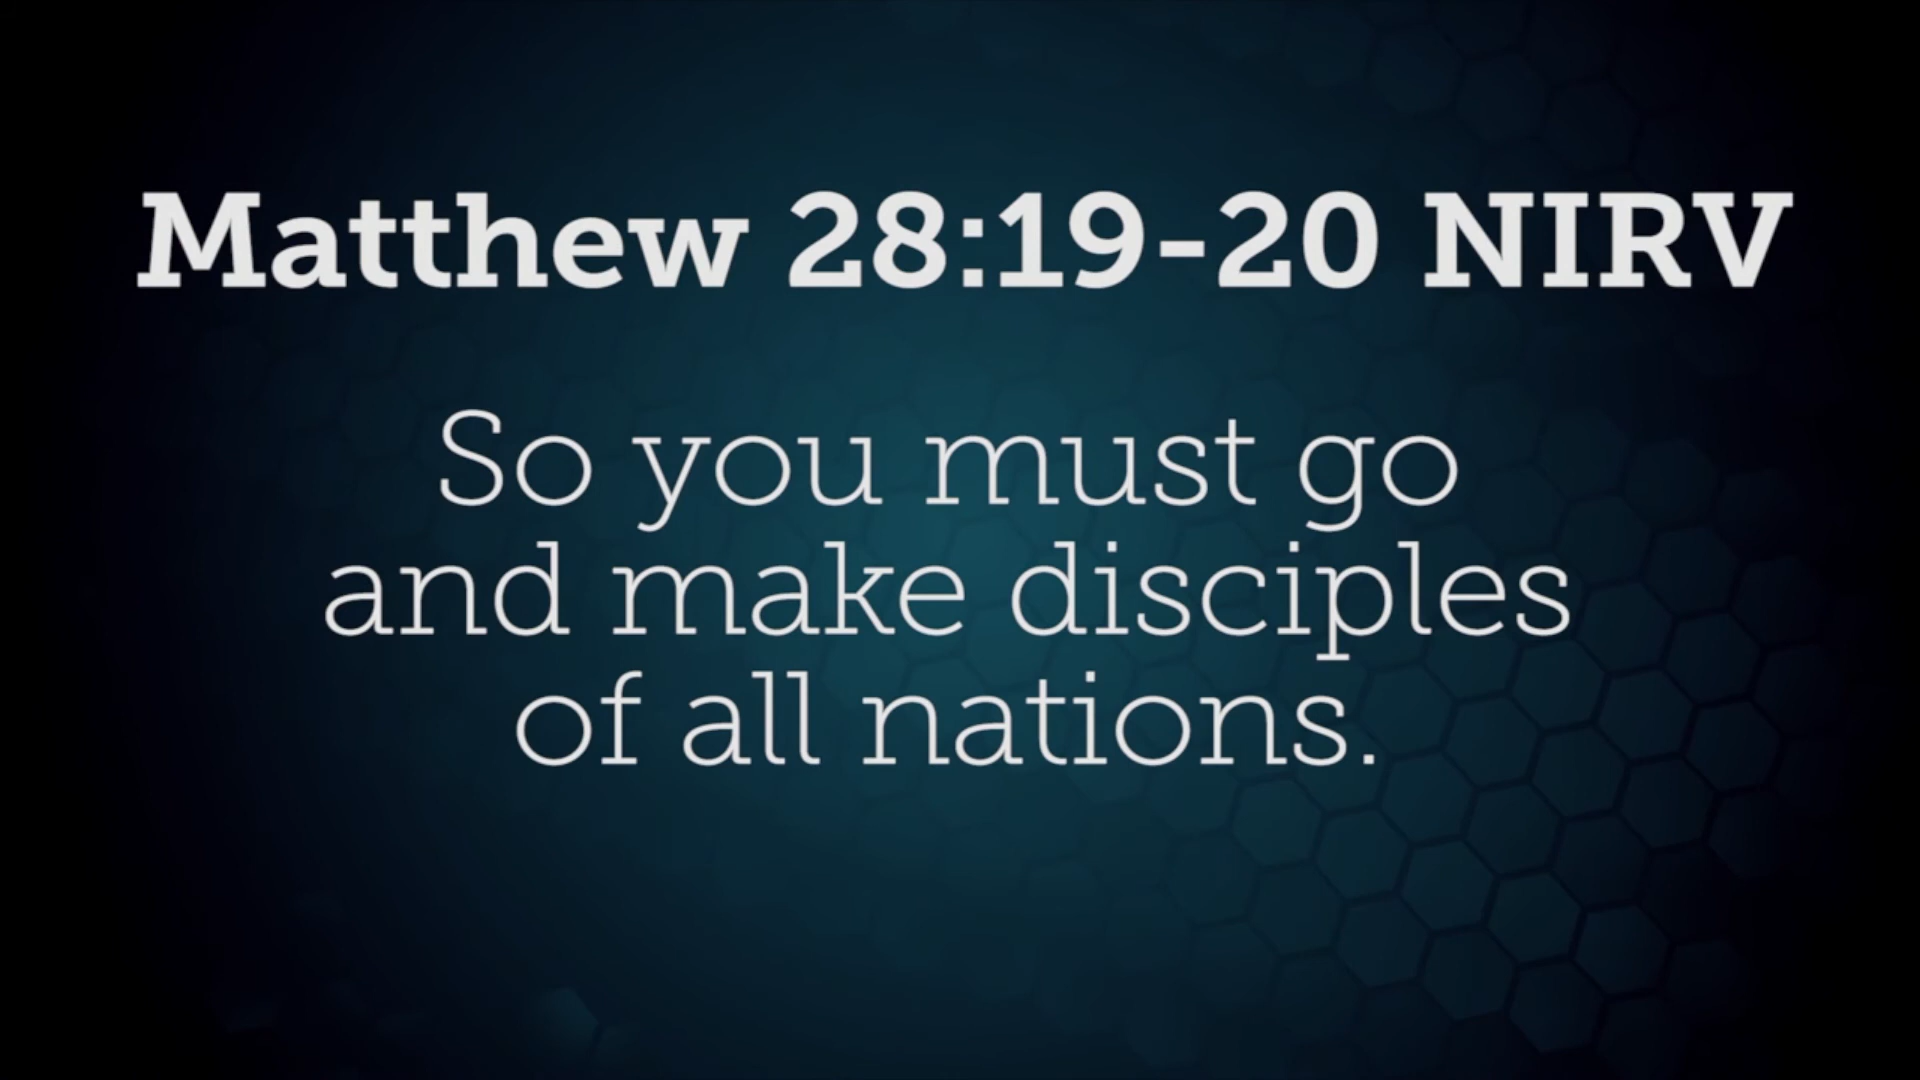 Matthew 28:19-20 NIRV
So you must go
and make disciples
of all nations.